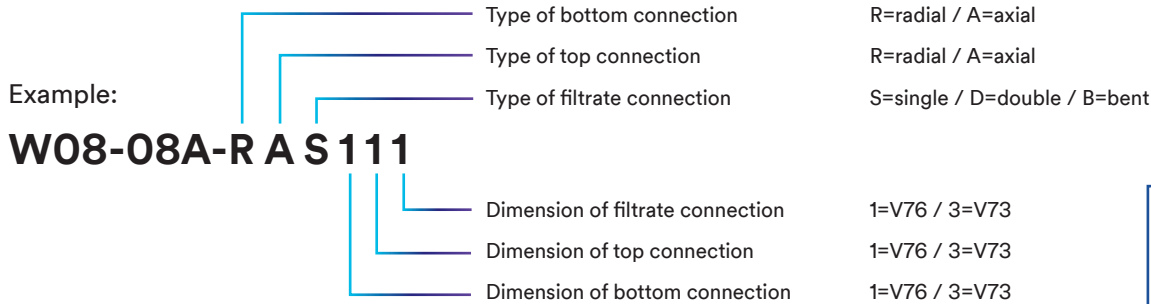 Type of bottom connection R=radial / A=axial
Type of top connection R=radial / A=axial
Example:
Type of filtrate connection S=single / D=double / B=bent
W08-08A-R A S 1 1 1
Dimension of filtrate connection 1=V76 / 3=V73
Dimension of top connection 1=V76 / 3=V73
Dimension of bottom connection 1=V76 / 3=V73